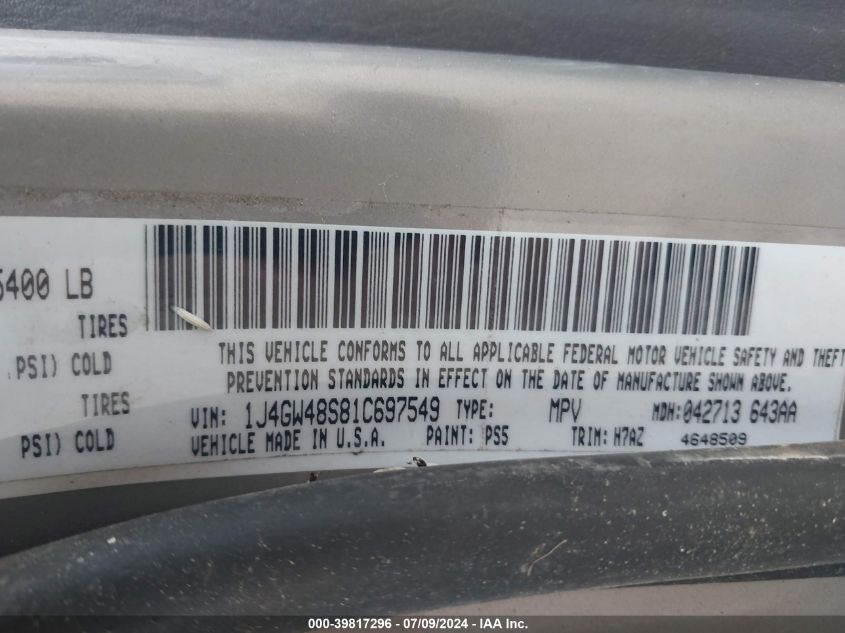 5400 LB
TIRES
PSI) COLD
TIRES
PSI) COLD
THIS VEHICLE CONFORMS TO ALL APPLICABLE FEDERAL MOTOR VEHICLE SAFETY AND THEFT
PREVENTION STANDARDS IN EFFECT ON THE DATE OF MANUFACTURE SHOWN ABOVE.
VIN: 1J4GW48S81C697549 TYPE: MPV MDH:042713 643AA
VEHICLE MADE IN U.S.A. PAINT: PS5 TRIM: H7AZ 4648509
000-39817296 - 07/09/2024 - IAA Inc.